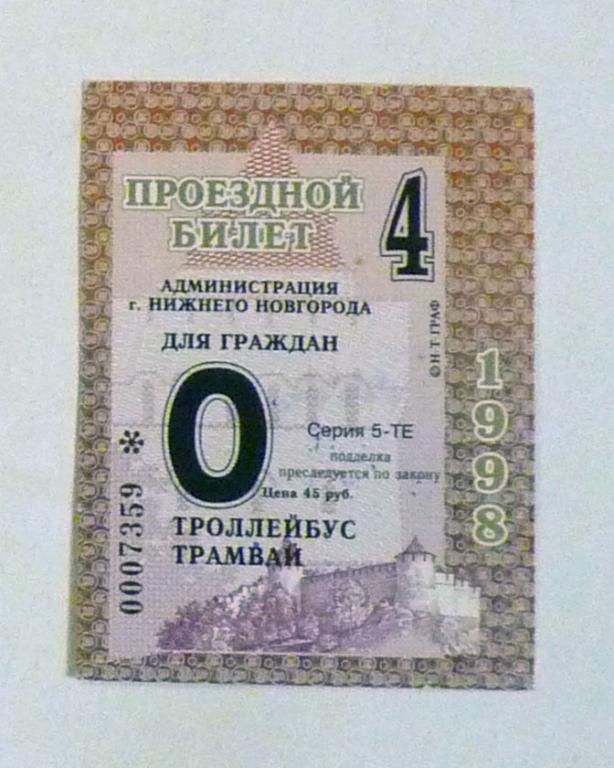 ПРОЕЗДНОЙ
БИЛЕТ
4
АДМИНИСТРАЦИЯ
г. НИЖНЕГО НОВГОРОДА
ДЛЯ ГРАЖДАН
© Н Т ГРАФ
1998
О
Серия 5-ТЕ
подделка
преследуется по закону
Цена 45 руб.
0007359 *
ТРОЛЛЕЙБУС
ТРАМВАЙ